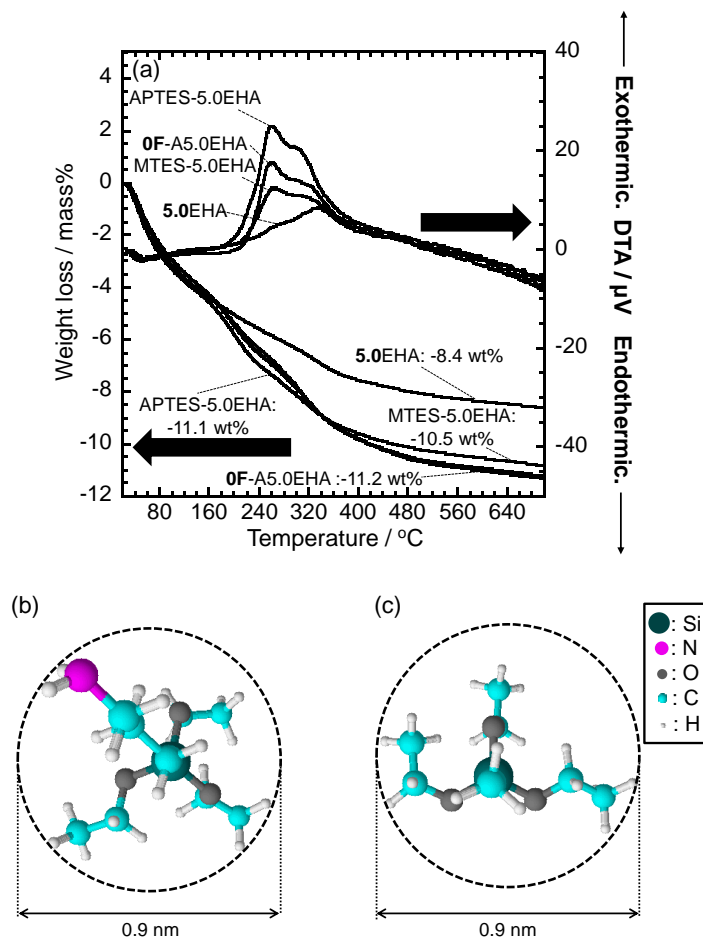 (a)
4
2
0
-2
-4
-6
-8
-10
-12
Weight loss / mass%
APTES-5.0EHA
0F-A5.0EHA
MTES-5.0EHA
5.0EHA
5.0EHA: -8.4 wt%
APTES-5.0EHA:
-11.1 wt%
MTES-5.0EHA:
-10.5 wt%
0F-A5.0EHA :-11.2 wt%
40
20
0
-20
-40
Exothermic. DTA / μV Endothermic.
80 160 240 320 400 480 560 640
Temperature / oC
(b)
0.9 nm
(c)
0.9 nm
: Si
: N
: O
: C
: H